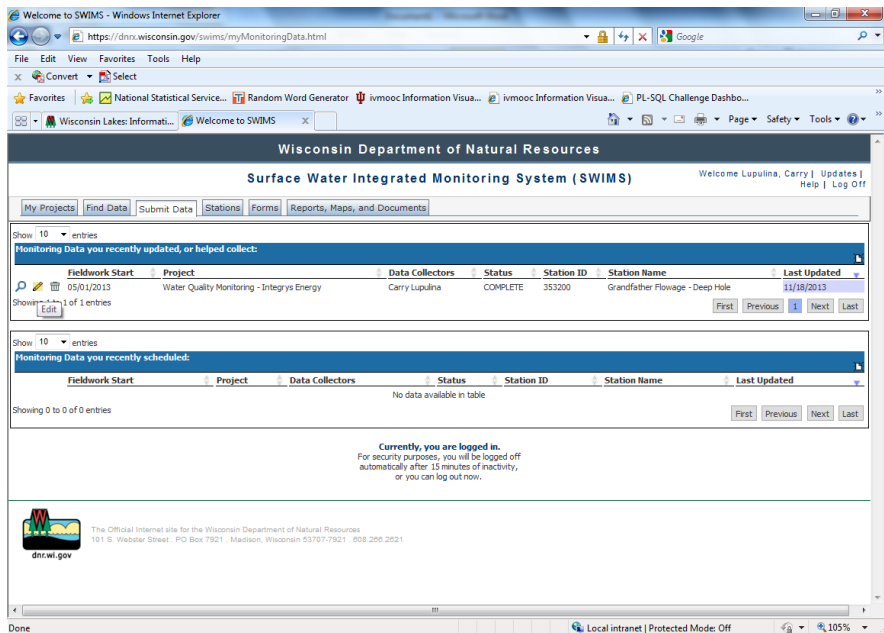 Welcome to SWIMS - Windows Internet Explorer
https://dnrx.wisconsin.gov/swims/myMonitoringData.html
Google
File Edit View Favorites Tools Help
x Convert Select
Favorites National Statistical Service... Random Word Generator ivmooc Information Visua... ivmooc Information Visua... PL-SQL Challenge Dashbo...
Wisconsin Lakes: Informati... Welcome to SWIMS x Page Safety Tools
Wisconsin Department of Natural Resources
Surface Water Integrated Monitoring System (SWIMS)
Welcome Lupulina, Carry | Updates |
Help | Log Off
My Projects Find Data Submit Data Stations Forms Reports, Maps, and Documents
Show 10 entries
Monitoring Data you recently updated, or helped collect:
Fieldwork Start Project Data Collectors Status Station ID Station Name Last Updated
05/01/2013 Water Quality Monitoring - Integrys Energy Carry Lupulina COMPLETE 353200 Grandfather Flowage - Deep Hole 11/18/2013
Showing 1 to 1 of 1 entries First Previous 1 Next Last
Edit
Show 10 entries
Monitoring Data you recently scheduled:
Fieldwork Start Project Data Collectors Status Station ID Station Name Last Updated
No data available in table
Showing 0 to 0 of 0 entries First Previous Next Last
Currently, you are logged in.
For security purposes, you will be logged off
automatically after 15 minutes of inactivity,
or you can log out now.
The Official Internet site for the Wisconsin Department of Natural Resources
101 S. Webster Street . PO Box 7921 . Madison, Wisconsin 53707-7921 . 608.266.2621
dnr.wi.gov
Done Local intranet | Protected Mode: Off 105%